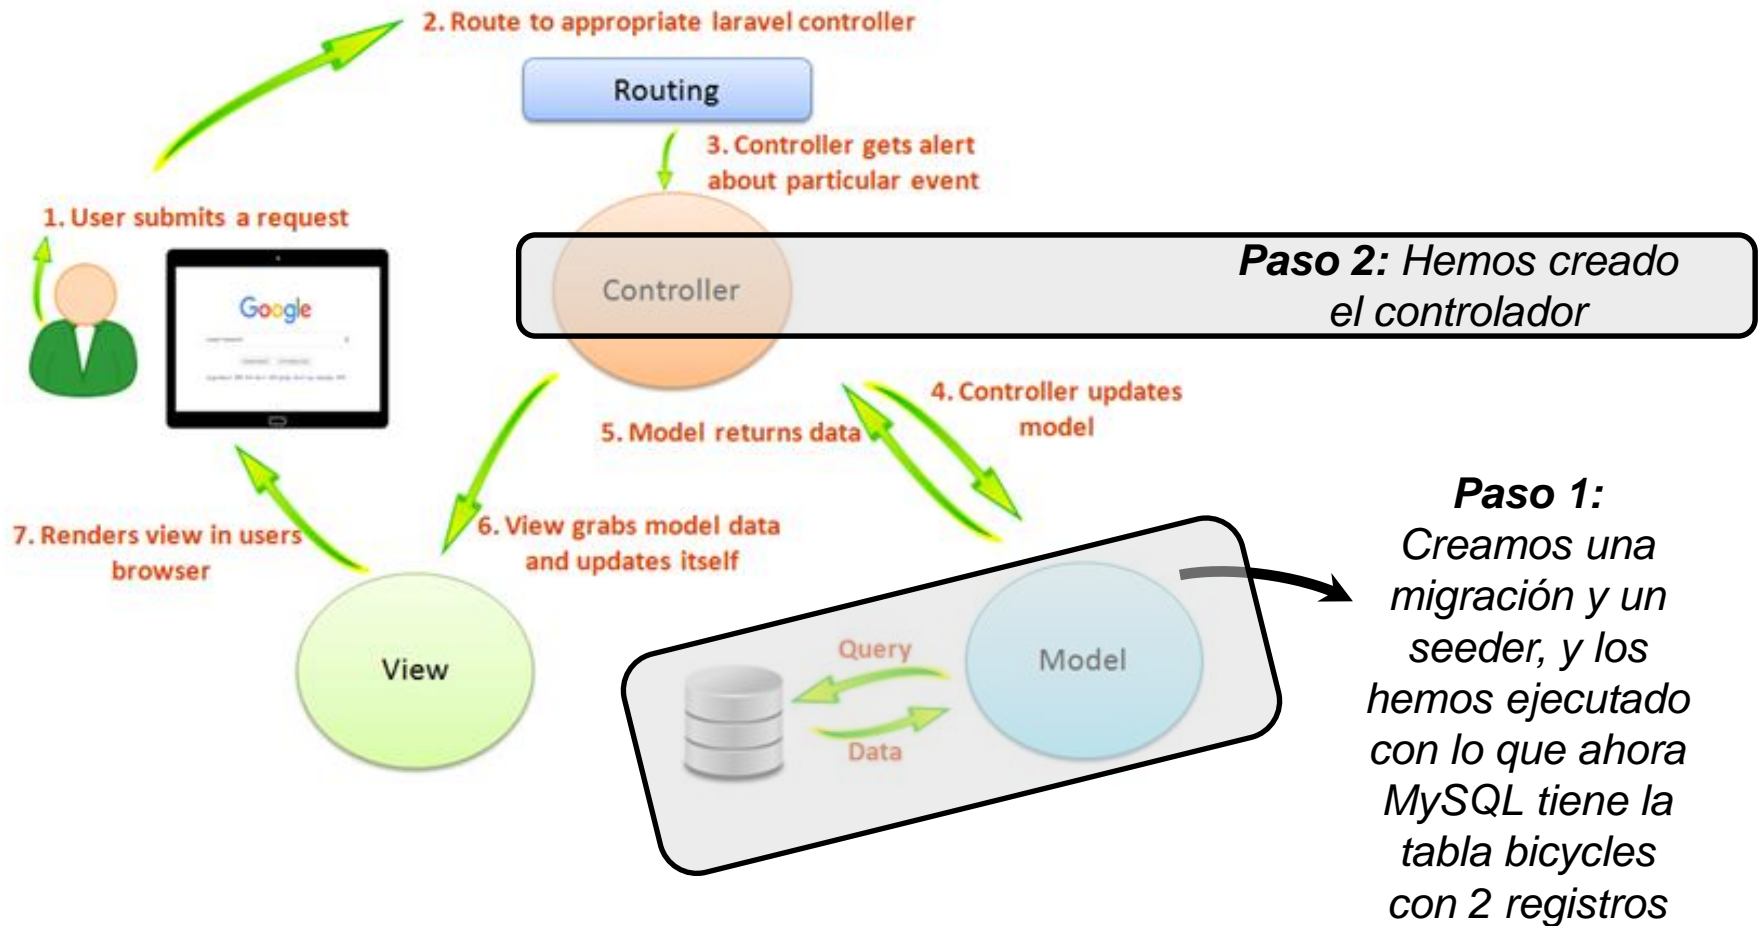 2. Route to appropriate laravel controller
Routing
3. Controller gets alert
about particular event
1. User submits a request
Google
Controller
Paso 2: Hemos creado
el controlador
4. Controller updates
model
5. Model returns data
6. View grabs model data
and updates itself
7. Renders view in users
browser
View
Query
Data
Model
Paso 1:
Creamos una
migración y un
seeder, y los
hemos ejecutado
con lo que ahora
MySQL tiene la
tabla bicycles
con 2 registros